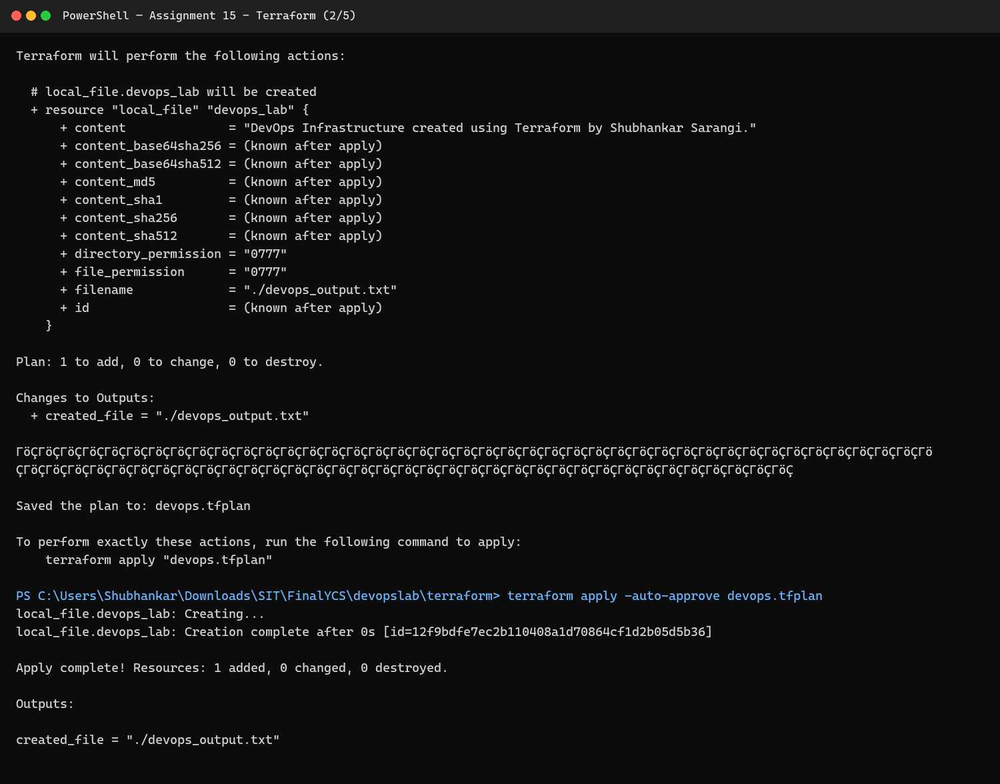 PowerShell — Assignment 15 - Terraform (2/5)
Terraform will perform the following actions:
# local_file.devops_lab will be created
+ resource "local_file" "devops_lab" {
+ content = "DevOps Infrastructure created using Terraform by Shubhankar Sarangi."
+ content_base64sha256 = (known after apply)
+ content_base64sha512 = (known after apply)
+ content_md5 = (known after apply)
+ content_sha1 = (known after apply)
+ content_sha256 = (known after apply)
+ content_sha512 = (known after apply)
+ directory_permission = "0777"
+ file_permission = "0777"
+ filename = "./devops_output.txt"
+ id = (known after apply)
}
Plan: 1 to add, 0 to change, 0 to destroy.
Changes to Outputs:
+ created_file = "./devops_output.txt"
ΓöÇΓöÇΓöÇΓöÇΓöÇΓöÇΓöÇΓöÇΓöÇΓöÇΓöÇΓöÇΓöÇΓöÇΓöÇΓöÇΓöÇΓöÇΓöÇΓöÇΓöÇΓöÇΓöÇΓöÇΓöÇΓöÇΓöÇΓöÇΓöÇΓöÇΓöÇΓöÇΓöÇΓöÇΓöÇΓöÇΓöÇΓöÇΓöÇΓöÇΓöÇΓö
ÇΓöÇΓöÇΓöÇΓöÇΓöÇΓöÇΓöÇΓöÇΓöÇΓöÇΓöÇΓöÇΓöÇΓöÇΓöÇΓöÇΓöÇΓöÇΓöÇΓöÇΓöÇΓöÇΓöÇΓöÇΓöÇΓöÇΓöÇΓöÇΓöÇΓöÇΓöÇΓöÇΓöÇΓöÇΓöÇ
Saved the plan to: devops.tfplan
To perform exactly these actions, run the following command to apply:
terraform apply "devops.tfplan"
PS C:\Users\Shubhankar\Downloads\SIT\FinalYCS\devopslab\terraform> terraform apply -auto-approve devops.tfplan
local_file.devops_lab: Creating...
local_file.devops_lab: Creation complete after 0s [id=12f9bdfe7ec2b110408a1d70864cf1d2b05d5b36]
Apply complete! Resources: 1 added, 0 changed, 0 destroyed.
Outputs:
created_file = "./devops_output.txt"